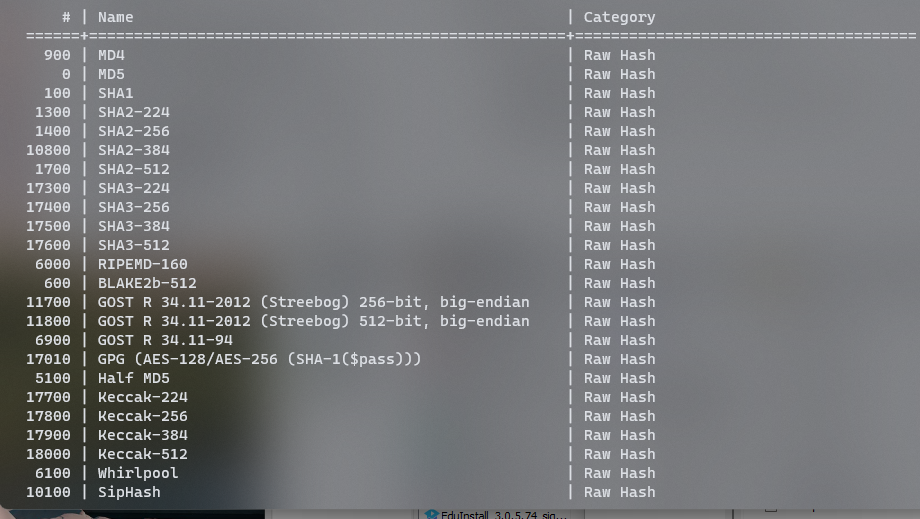 # | Name | Category
======+=====================================================+======================================
900 | MD4 | Raw Hash
0 | MD5 | Raw Hash
100 | SHA1 | Raw Hash
1300 | SHA2-224 | Raw Hash
1400 | SHA2-256 | Raw Hash
10800 | SHA2-384 | Raw Hash
1700 | SHA2-512 | Raw Hash
17300 | SHA3-224 | Raw Hash
17400 | SHA3-256 | Raw Hash
17500 | SHA3-384 | Raw Hash
17600 | SHA3-512 | Raw Hash
6000 | RIPEMD-160 | Raw Hash
600 | BLAKE2b-512 | Raw Hash
11700 | GOST R 34.11-2012 (Streebog) 256-bit, big-endian | Raw Hash
11800 | GOST R 34.11-2012 (Streebog) 512-bit, big-endian | Raw Hash
6900 | GOST R 34.11-94 | Raw Hash
17010 | GPG (AES-128/AES-256 (SHA-1($pass))) | Raw Hash
5100 | Half MD5 | Raw Hash
17700 | Keccak-224 | Raw Hash
17800 | Keccak-256 | Raw Hash
17900 | Keccak-384 | Raw Hash
18000 | Keccak-512 | Raw Hash
6100 | Whirlpool | Raw Hash
10100 | SipHash | Raw Hash
EduInstall_3.0.5.74_sig...